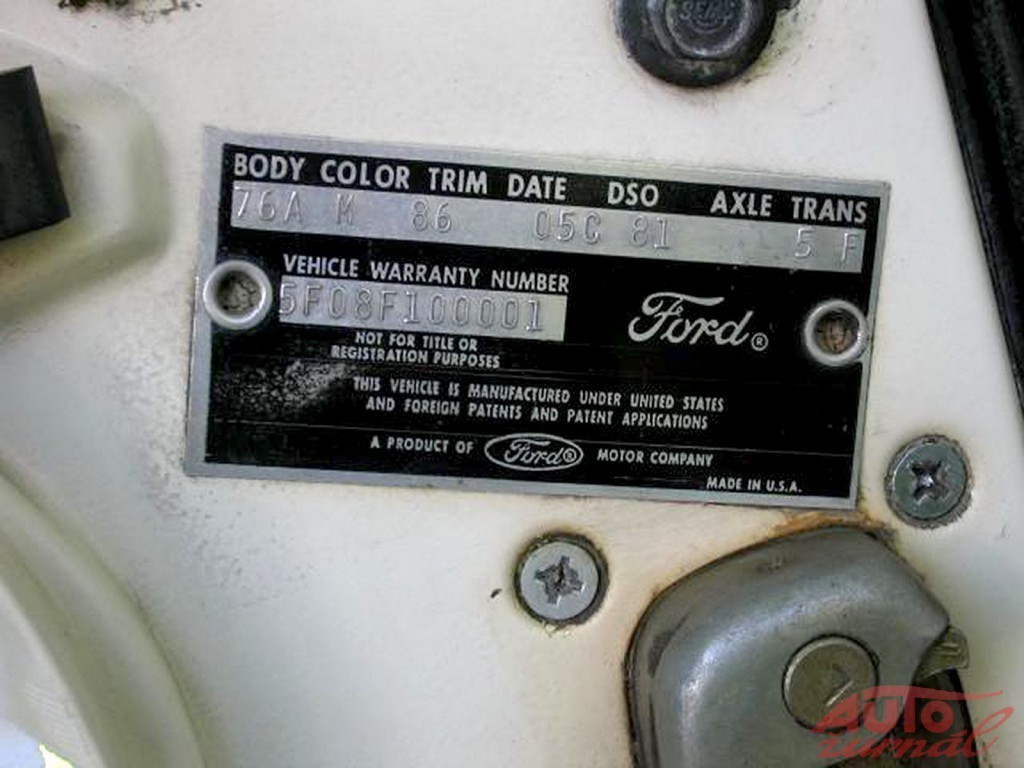 BODY COLOR TRIM DATE DSO AXLE TRANS
76A M 86 05C 81 5 F
VEHICLE WARRANTY NUMBER
5F08F100001
Ford®
NOT FOR TITLE OR
REGISTRATION PURPOSES
THIS VEHICLE IS MANUFACTURED UNDER UNITED STATES
AND FOREIGN PATENTS AND PATENT APPLICATIONS
A PRODUCT OF Ford® MOTOR COMPANY
MADE IN U.S.A.
AUTO
žurnál